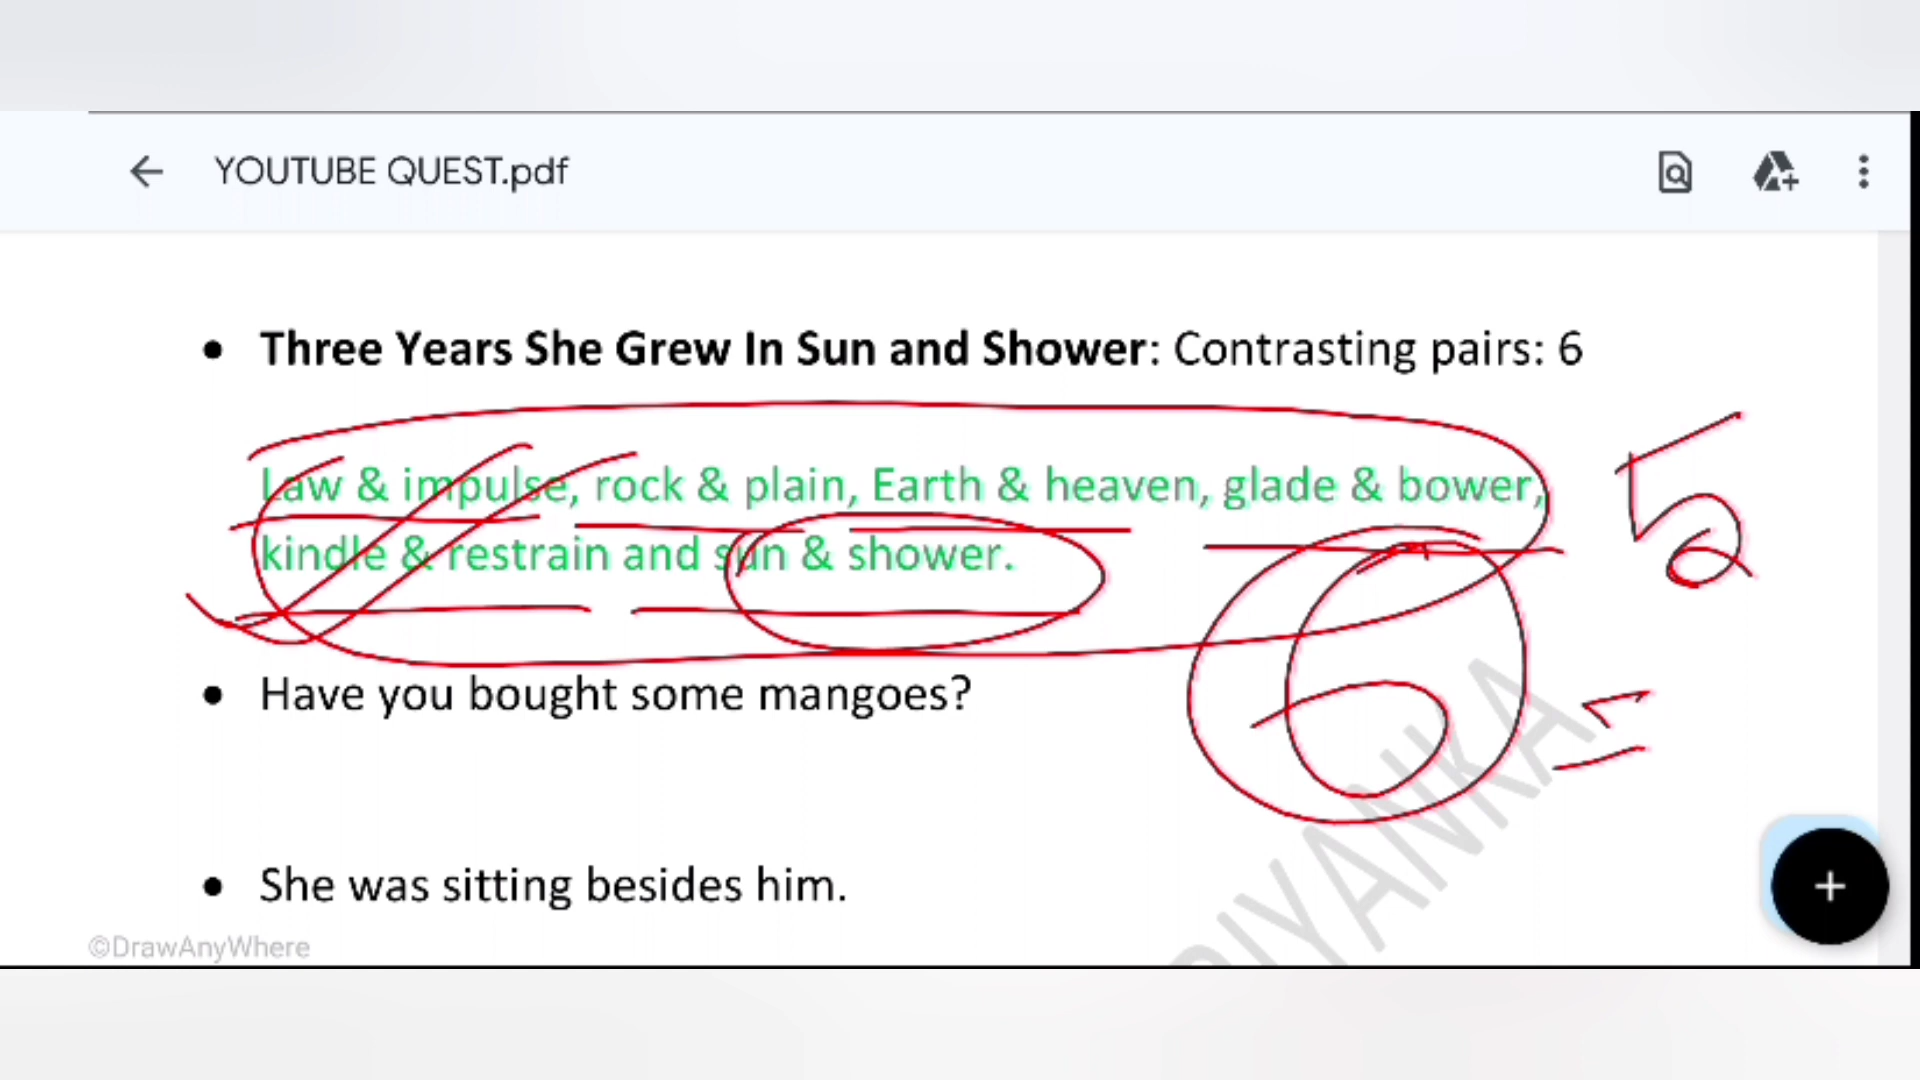 YOUTUBE QUEST.pdf
• Three Years She Grew In Sun and Shower: Contrasting pairs: 6
Law & impulse, rock & plain, Earth & heaven, glade & bower,
kindle & restrain and sun & shower.
5
6 =
• Have you bought some mangoes?
• She was sitting besides him.
©DrawAnyWhere
RIYANKA